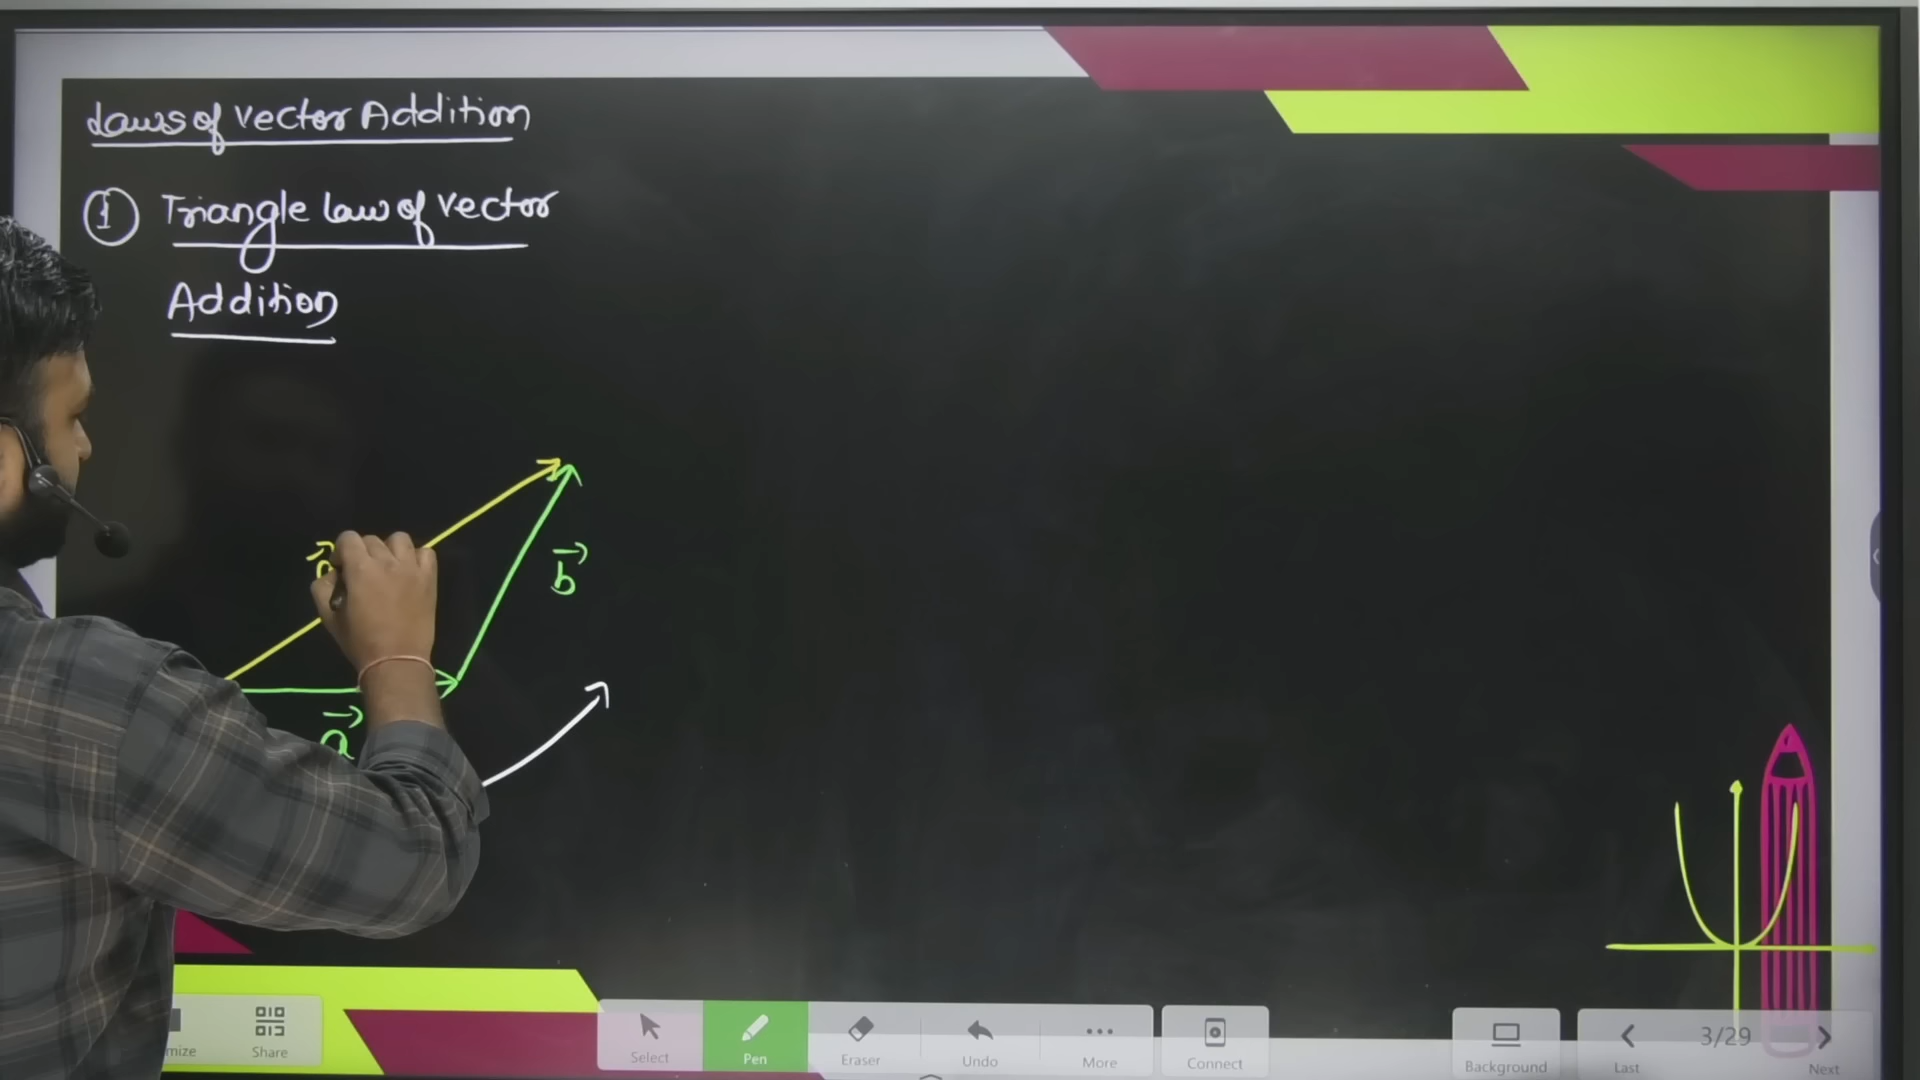 Laws of Vector Addition
① Triangle law of vector
Addition
b
a
Share
Select
Pen
Eraser
Undo
More
Connect
Background
Last
3/29
Next